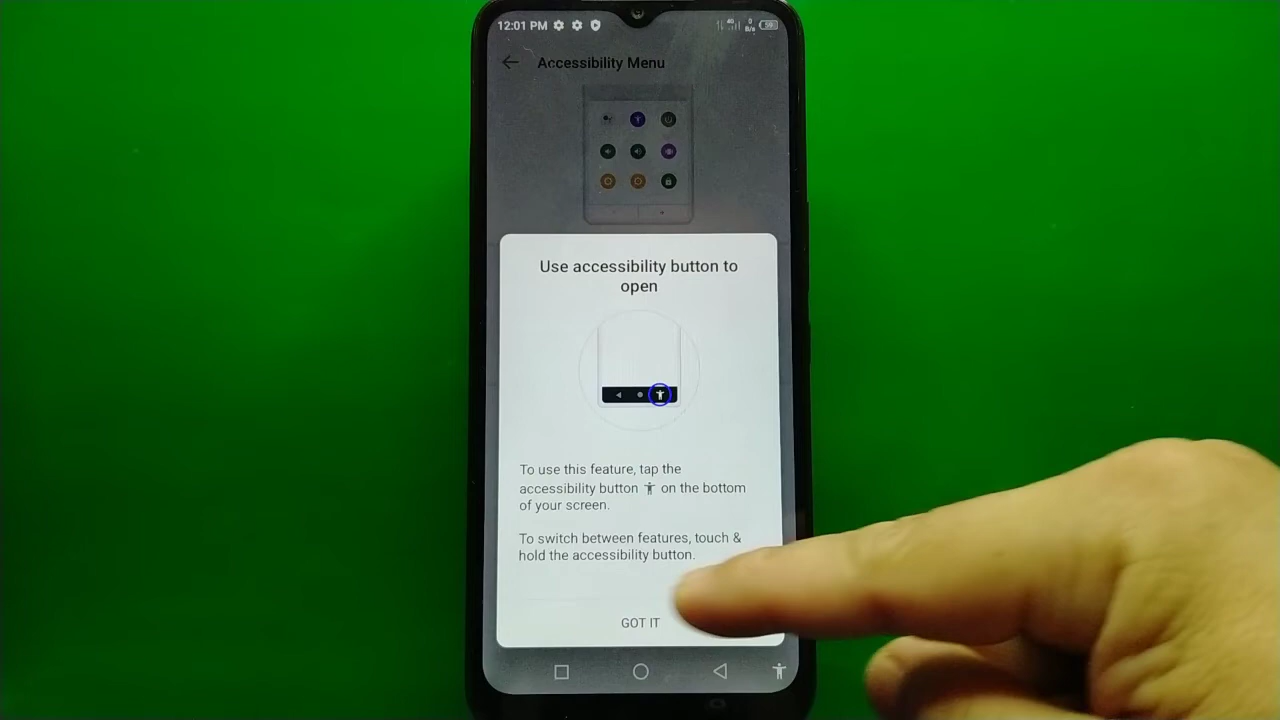 12:01 PM
Accessibility Menu
Use accessibility button to
open
To use this feature, tap the
accessibility button on the bottom
of your screen.
To switch between features, touch &
hold the accessibility button.
GOT IT